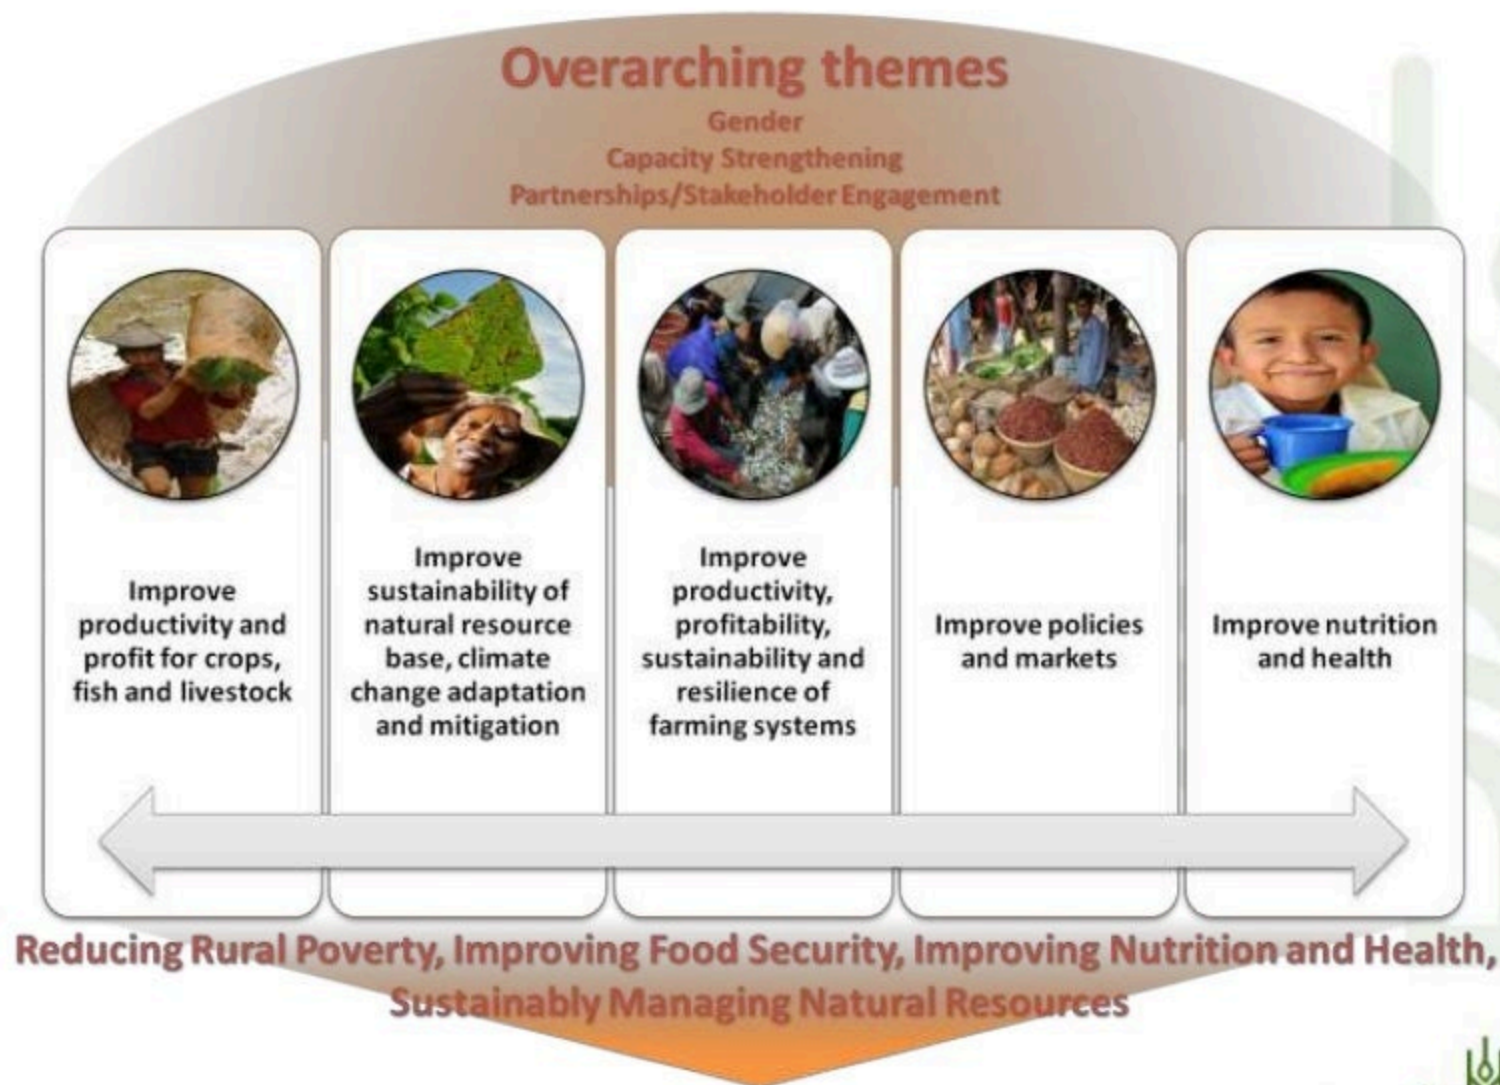 Overarching themes
Gender
Capacity Strengthening
Partnerships/Stakeholder Engagement
Improve
productivity and
profit for crops,
fish and livestock
Improve
sustainability of
natural resource
base, climate
change adaptation
and mitigation
Improve
productivity,
profitability,
sustainability and
resilience of
farming systems
Improve policies
and markets
Improve nutrition
and health
Reducing Rural Poverty, Improving Food Security, Improving Nutrition and Health,
Sustainably Managing Natural Resources